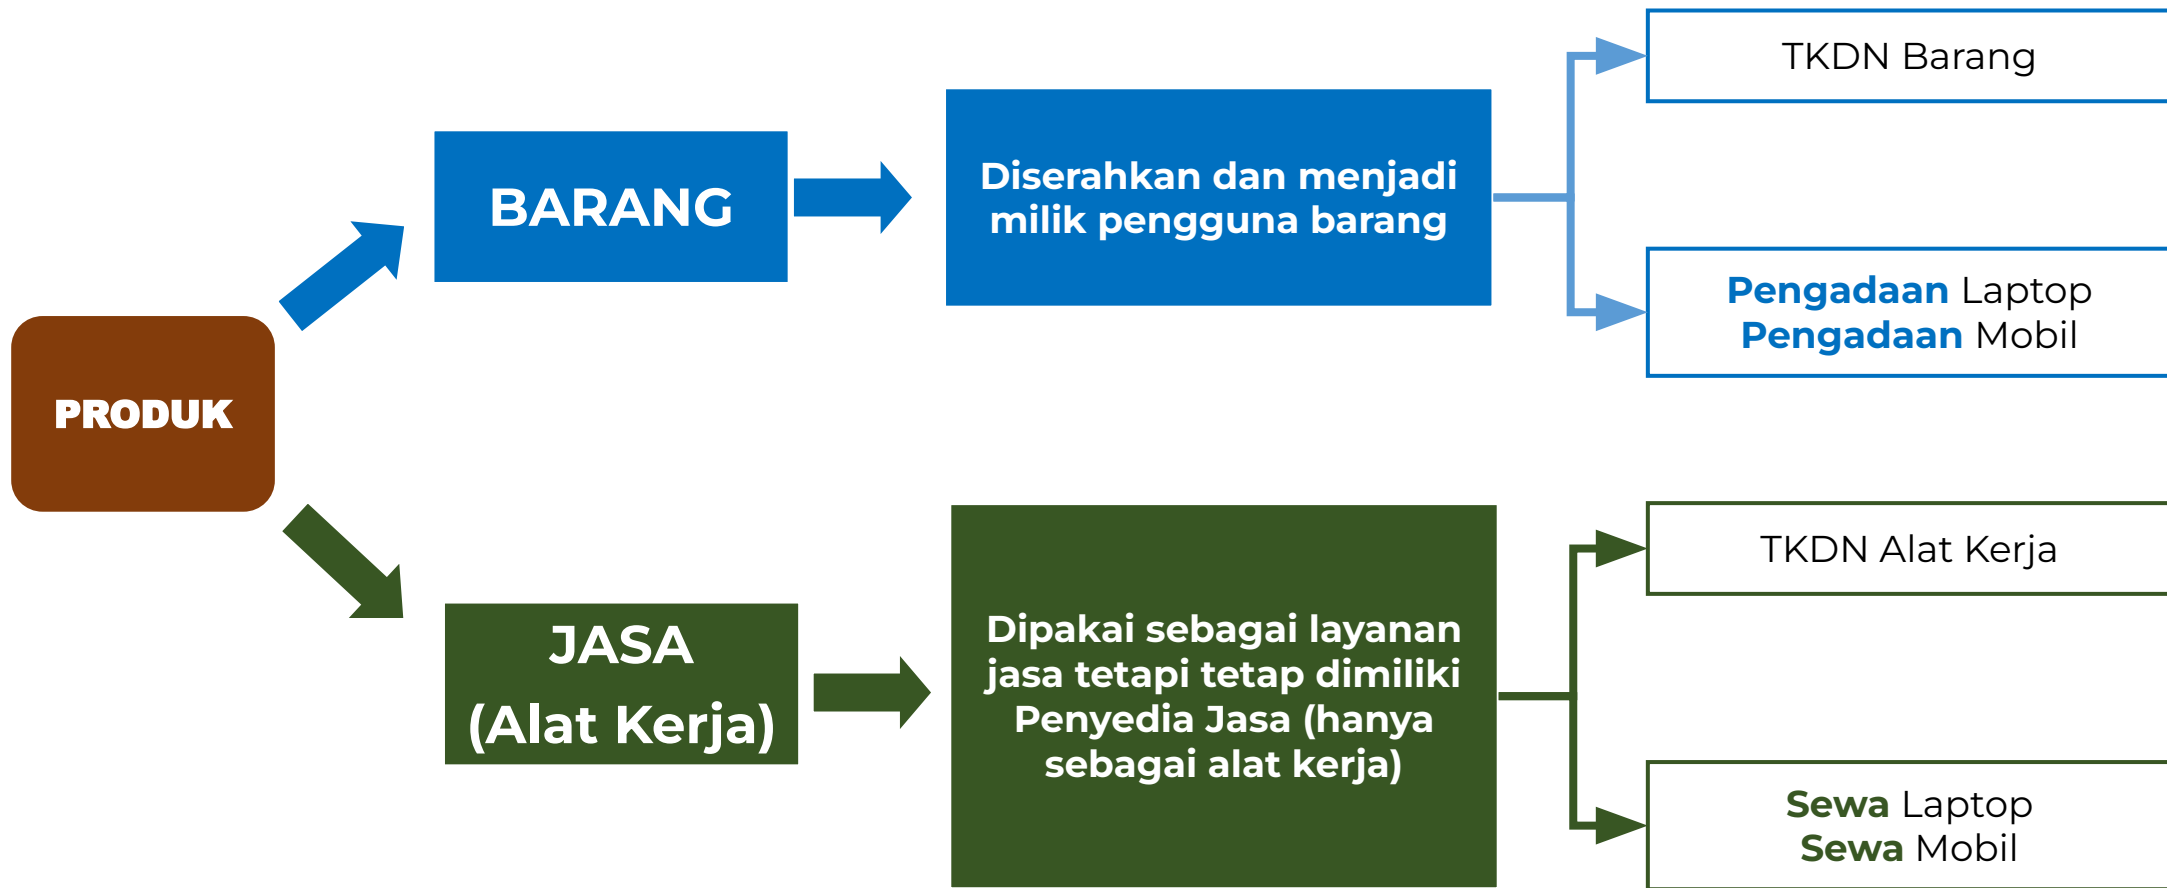 PRODUK
BARANG
Diserahkan dan menjadi
milik pengguna barang
TKDN Barang
Pengadaan Laptop
Pengadaan Mobil
JASA
(Alat Kerja)
Dipakai sebagai layanan
jasa tetapi tetap dimiliki
Penyedia Jasa (hanya
sebagai alat kerja)
TKDN Alat Kerja
Sewa Laptop
Sewa Mobil